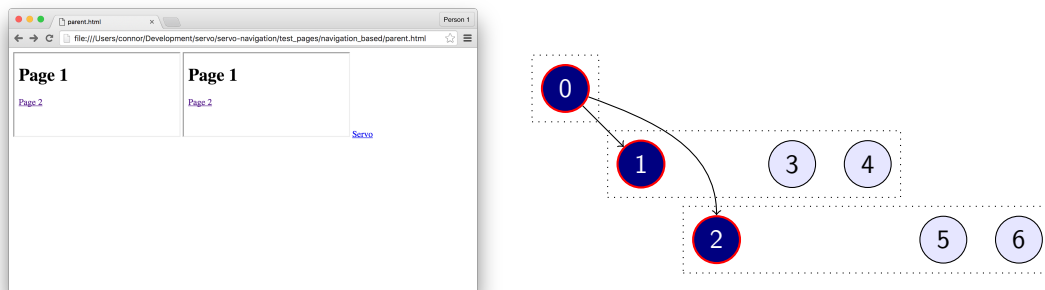 parent.html
Person 1
file:///Users/connor/Development/servo/servo-navigation/test_pages/navigation_based/parent.html
Page 1
Page 2
Page 1
Page 2
Servo
0
1 3 4
2 5 6